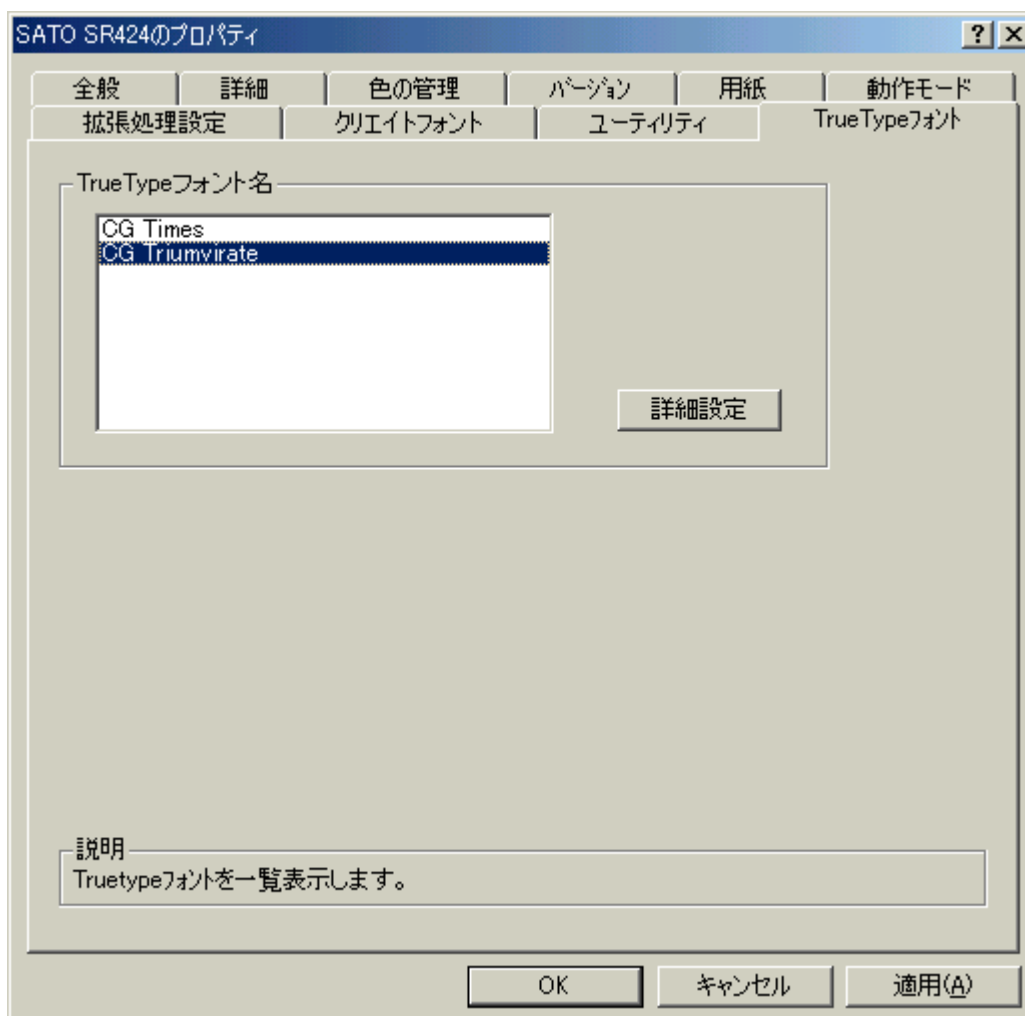 SATO SR424のプロパティ
全般 詳細 色の管理 バージョン 用紙 動作モード
拡張処理設定 クリエイトフォント ユーティリティ TrueTypeフォント
TrueTypeフォント名
CG Times
CG Triumvirate
詳細設定
説明
Truetypeフォントを一覧表示します。
OK キャンセル 適用(A)